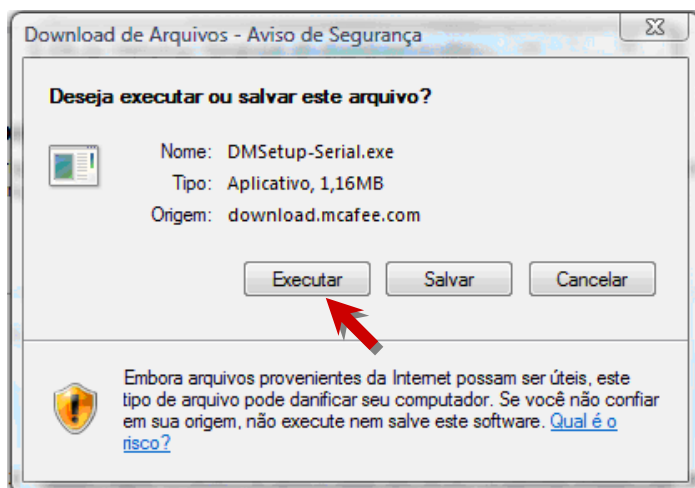 Download de Arquivos - Aviso de Segurança
Deseja executar ou salvar este arquivo?
Nome: DMSetup-Serial.exe
Tipo: Aplicativo, 1,16MB
Origem: download.mcafee.com
Executar Salvar Cancelar
Embora arquivos provenientes da Internet possam ser úteis, este
tipo de arquivo pode danificar seu computador. Se você não confiar
em sua origem, não execute nem salve este software. Qual é o
risco?